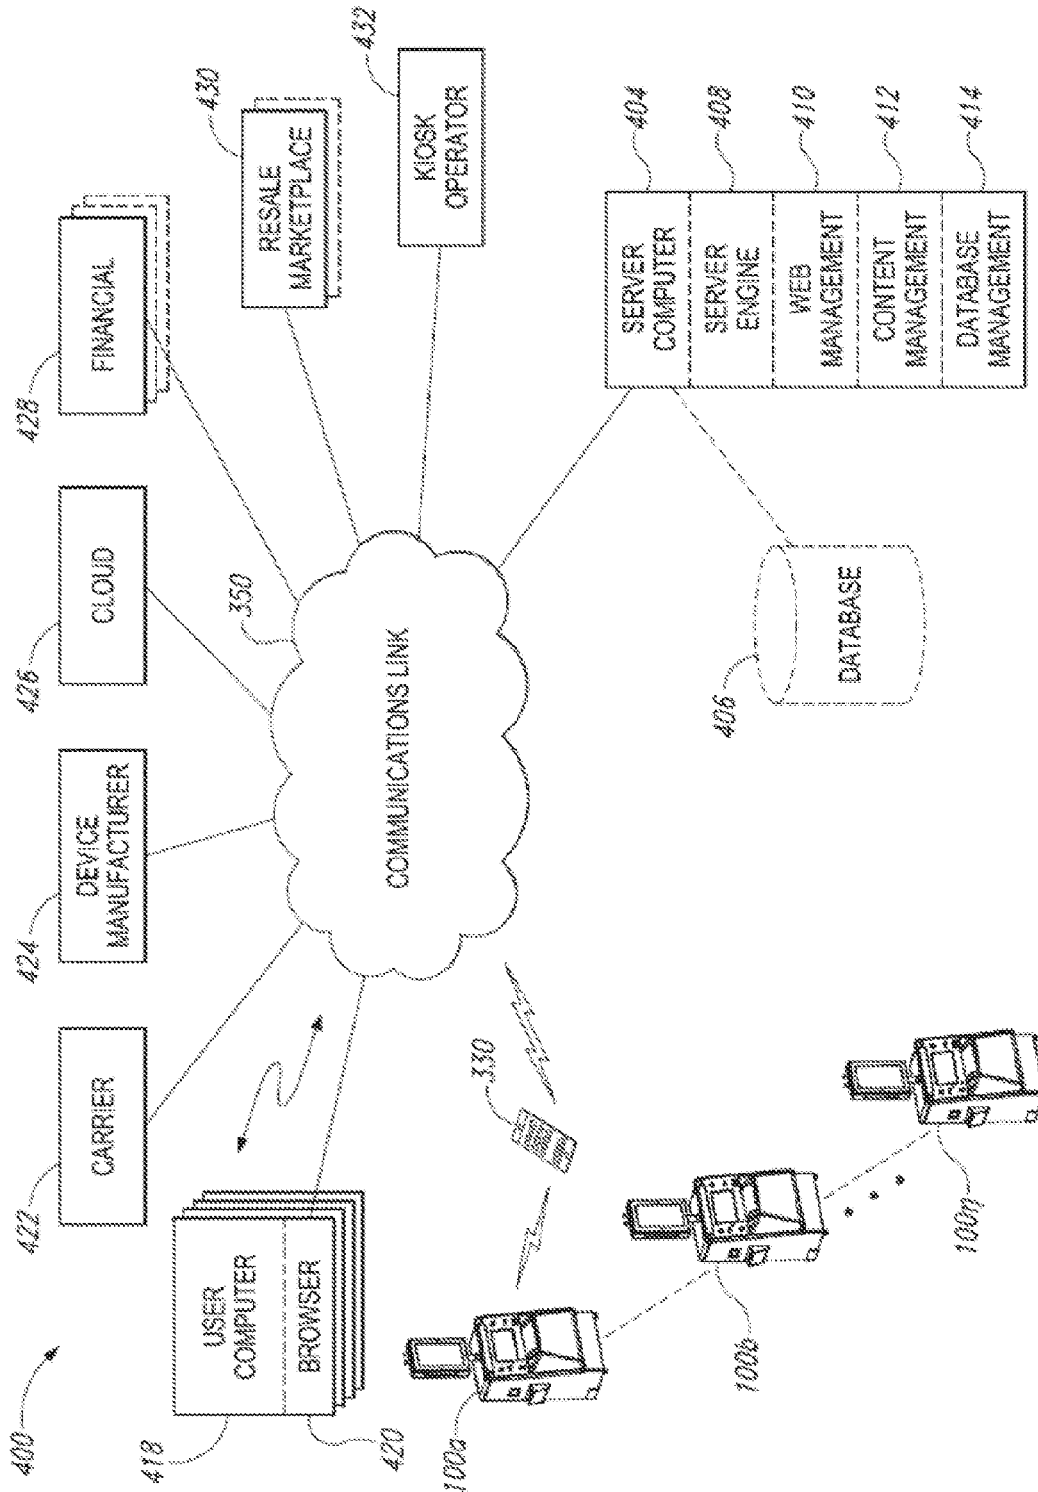 400
418
USER
COMPUTER
BROWSER
420
422
CARRIER
424
DEVICE
MANUFACTURER
426
CLOUD
428
FINANCIAL
430
RESALE
MARKETPLACE
432
KIOSK
OPERATOR
350
COMMUNICATIONS LINK
330
100a
100b
100η
406
DATABASE
SERVER
COMPUTER
404
SERVER
ENGINE
408
WEB
MANAGEMENT
410
CONTENT
MANAGEMENT
412
DATABASE
MANAGEMENT
414